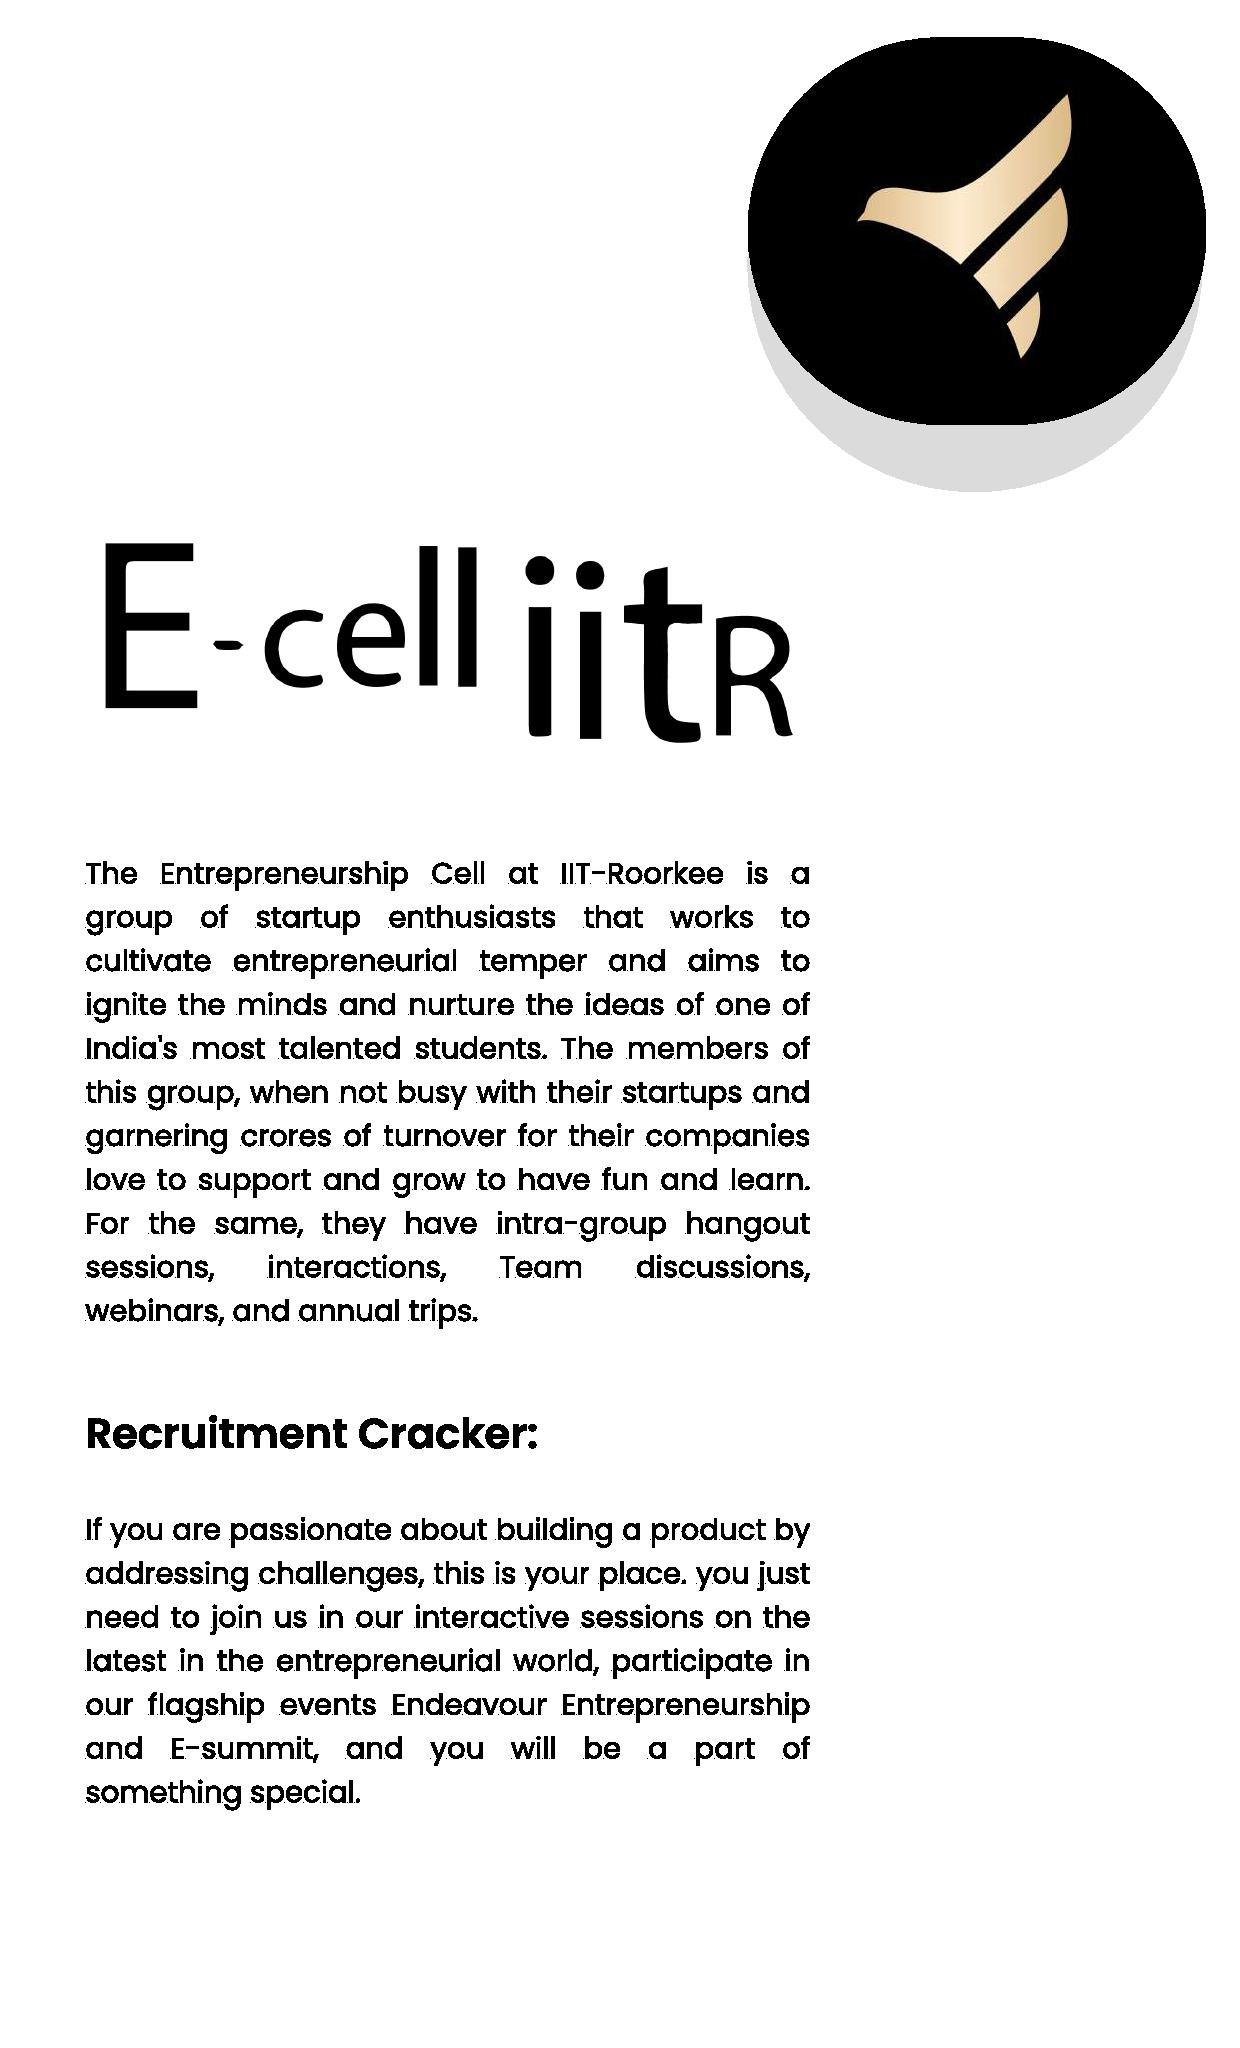 E-cell iitR
The Entrepreneurship Cell at IIT-Roorkee is a
group of startup enthusiasts that works to
cultivate entrepreneurial temper and aims to
ignite the minds and nurture the ideas of one of
India's most talented students. The members of
this group, when not busy with their startups and
garnering crores of turnover for their companies
love to support and grow to have fun and learn.
For the same, they have intra-group hangout
sessions, interactions, Team discussions,
webinars, and annual trips.
Recruitment Cracker:
If you are passionate about building a product by
addressing challenges, this is your place. you just
need to join us in our interactive sessions on the
latest in the entrepreneurial world, participate in
our flagship events Endeavour Entrepreneurship
and E-summit, and you will be a part of
something special.